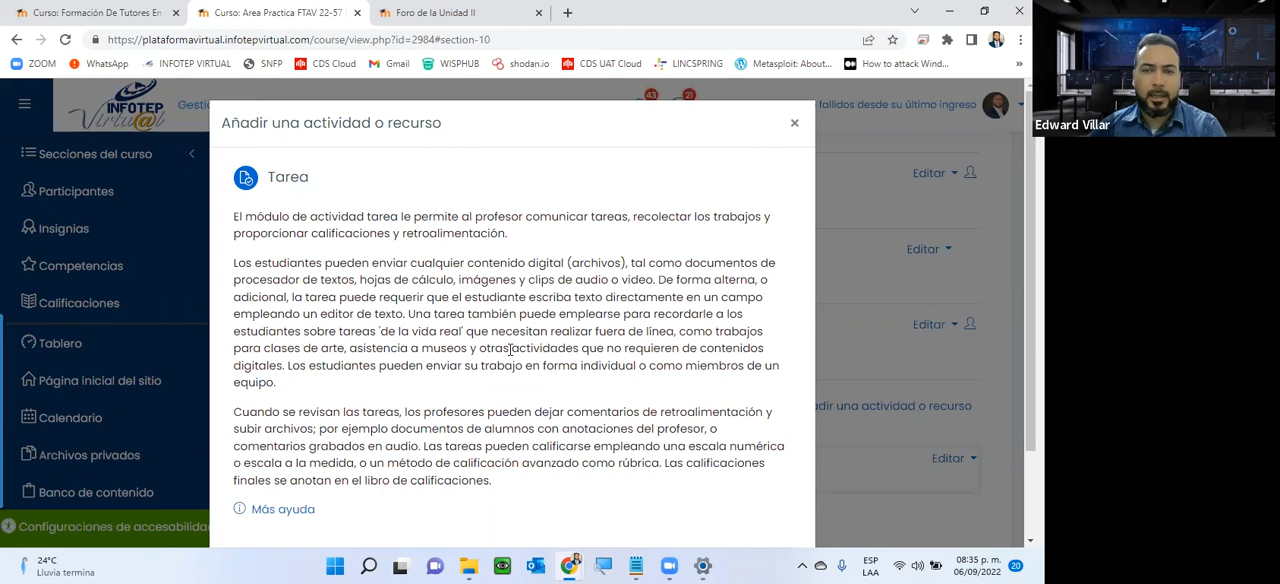 Curso: Formación De Tutores En
Curso: Area Practica FTAV 22-57
Foro de la Unidad II
https://plataformavirtual.infotepvirtual.com/course/view.php?id=2984#section-10
ZOOM
WhatsApp
INFOTEP VIRTUAL
SNFP
CDS Cloud
Gmail
WISPHUB
shodan.io
CDS UAT Cloud
LINCSPRING
Metasploit: About...
How to attack Wind...
»
INFOTEP
Virtu@l
Gestió
43
21
fallidos desde su último ingreso
Edward Villar
Secciones del curso
Participantes
Insignias
Competencias
Calificaciones
Tablero
Página inicial del sitio
Calendario
Archivos privados
Banco de contenido
Configuraciones de accesabilida
Añadir una actividad o recurso
×
Tarea
El módulo de actividad tarea le permite al profesor comunicar tareas, recolectar los trabajos y
proporcionar calificaciones y retroalimentación.
Los estudiantes pueden enviar cualquier contenido digital (archivos), tal como documentos de
procesador de textos, hojas de cálculo, imágenes y clips de audio o video. De forma alterna, o
adicional, la tarea puede requerir que el estudiante escriba texto directamente en un campo
empleando un editor de texto. Una tarea también puede emplearse para recordarle a los
estudiantes sobre tareas 'de la vida real' que necesitan realizar fuera de línea, como trabajos
para clases de arte, asistencia a museos y otras actividades que no requieren de contenidos
digitales. Los estudiantes pueden enviar su trabajo en forma individual o como miembros de un
equipo.
Cuando se revisan las tareas, los profesores pueden dejar comentarios de retroalimentación y
subir archivos; por ejemplo documentos de alumnos con anotaciones del profesor, o
comentarios grabados en audio. Las tareas pueden calificarse empleando una escala numérica
o escala a la medida, o un método de calificación avanzado como rúbrica. Las calificaciones
finales se anotan en el libro de calificaciones.
Más ayuda
Editar
Editar
Editar
adir una actividad o recurso
Editar
24°C
Lluvia termina
ESP
LAA
08:35 p. m.
06/09/2022
20